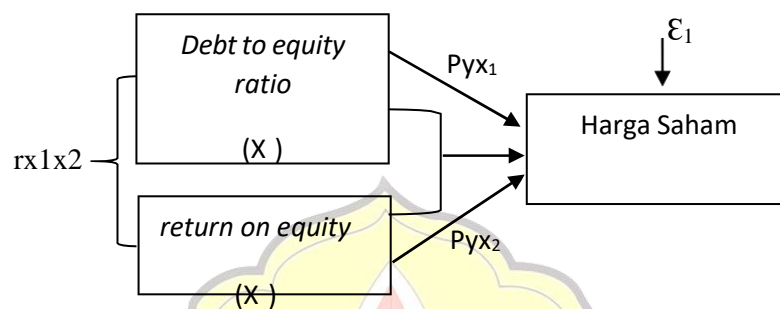 Debt to equity
ratio
(X )
return on equity
(X )
rx1x2
Pyx₁
Pyx₂
Ɛ₁
Harga Saham